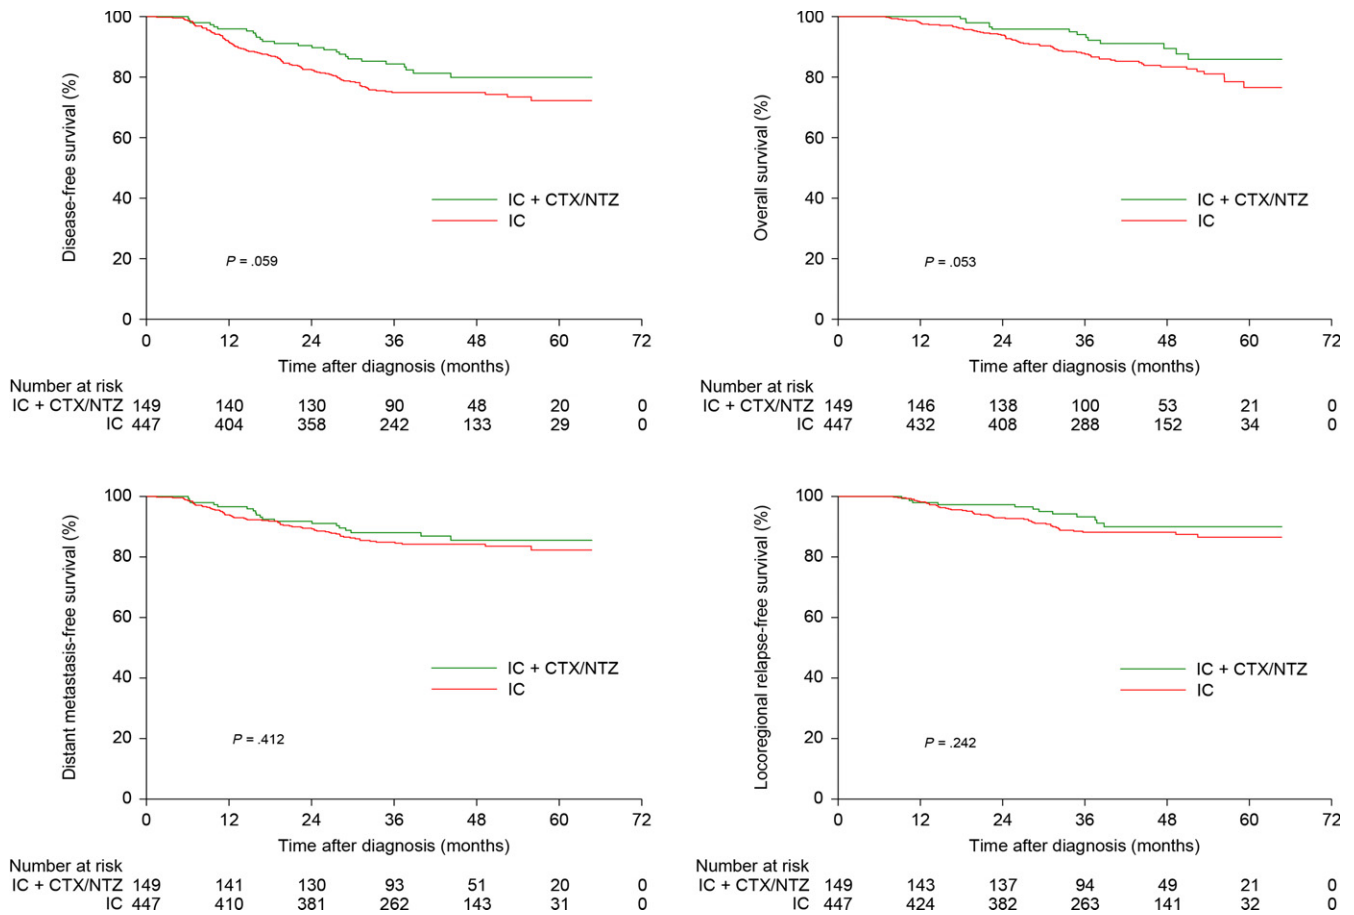 Disease-free survival (%)
100
80
60
40
20
0
IC + CTX/NTZ
IC
P = .059
0 12 24 36 48 60 72
Time after diagnosis (months)
Number at risk
IC + CTX/NTZ 149 140 130 90 48 20 0
IC 447 404 358 242 133 29 0
Overall survival (%)
100
80
60
40
20
0
IC + CTX/NTZ
IC
P = .053
0 12 24 36 48 60 72
Time after diagnosis (months)
Number at risk
IC + CTX/NTZ 149 146 138 100 53 21 0
IC 447 432 408 288 152 34 0
Distant metastasis-free survival (%)
100
80
60
40
20
0
IC + CTX/NTZ
IC
P = .412
0 12 24 36 48 60 72
Time after diagnosis (months)
Number at risk
IC + CTX/NTZ 149 141 130 93 51 20 0
IC 447 410 381 262 143 31 0
Locoregional relapse-free survival (%)
100
80
60
40
20
0
IC + CTX/NTZ
IC
P = .242
0 12 24 36 48 60 72
Time after diagnosis (months)
Number at risk
IC + CTX/NTZ 149 143 137 94 49 21 0
IC 447 424 382 263 141 32 0